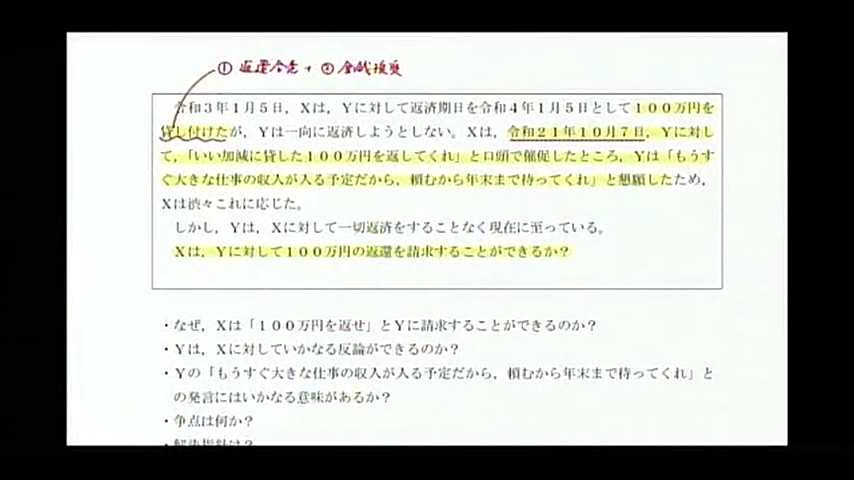 ① 返還合意 + ② 金銭授受
令和3年1月5日，Xは，Yに対して返済期日を令和4年1月5日として100万円を
貸し付けたが，Yは一向に返済しようとしない。Xは，令和21年10月7日，Yに対し
て，「いい加減に貸した100万円を返してくれ」と口頭で催促したところ，Yは「もうす
ぐ大きな仕事の収入が入る予定だから，頼むから年末まで待ってくれ」と懇願したため，
Xは渋々これに応じた。
しかし，Yは，Xに対して一切返済をすることなく現在に至っている。
Xは，Yに対して100万円の返還を請求することができるか？
・なぜ，Xは「100万円を返せ」とYに請求することができるのか？
・Yは，Xに対していかなる反論ができるのか？
・Yの「もうすぐ大きな仕事の収入が入る予定だから，頼むから年末まで待ってくれ」と
の発言にはいかなる意味があるか？
・争点は何か？
・解決指針は？